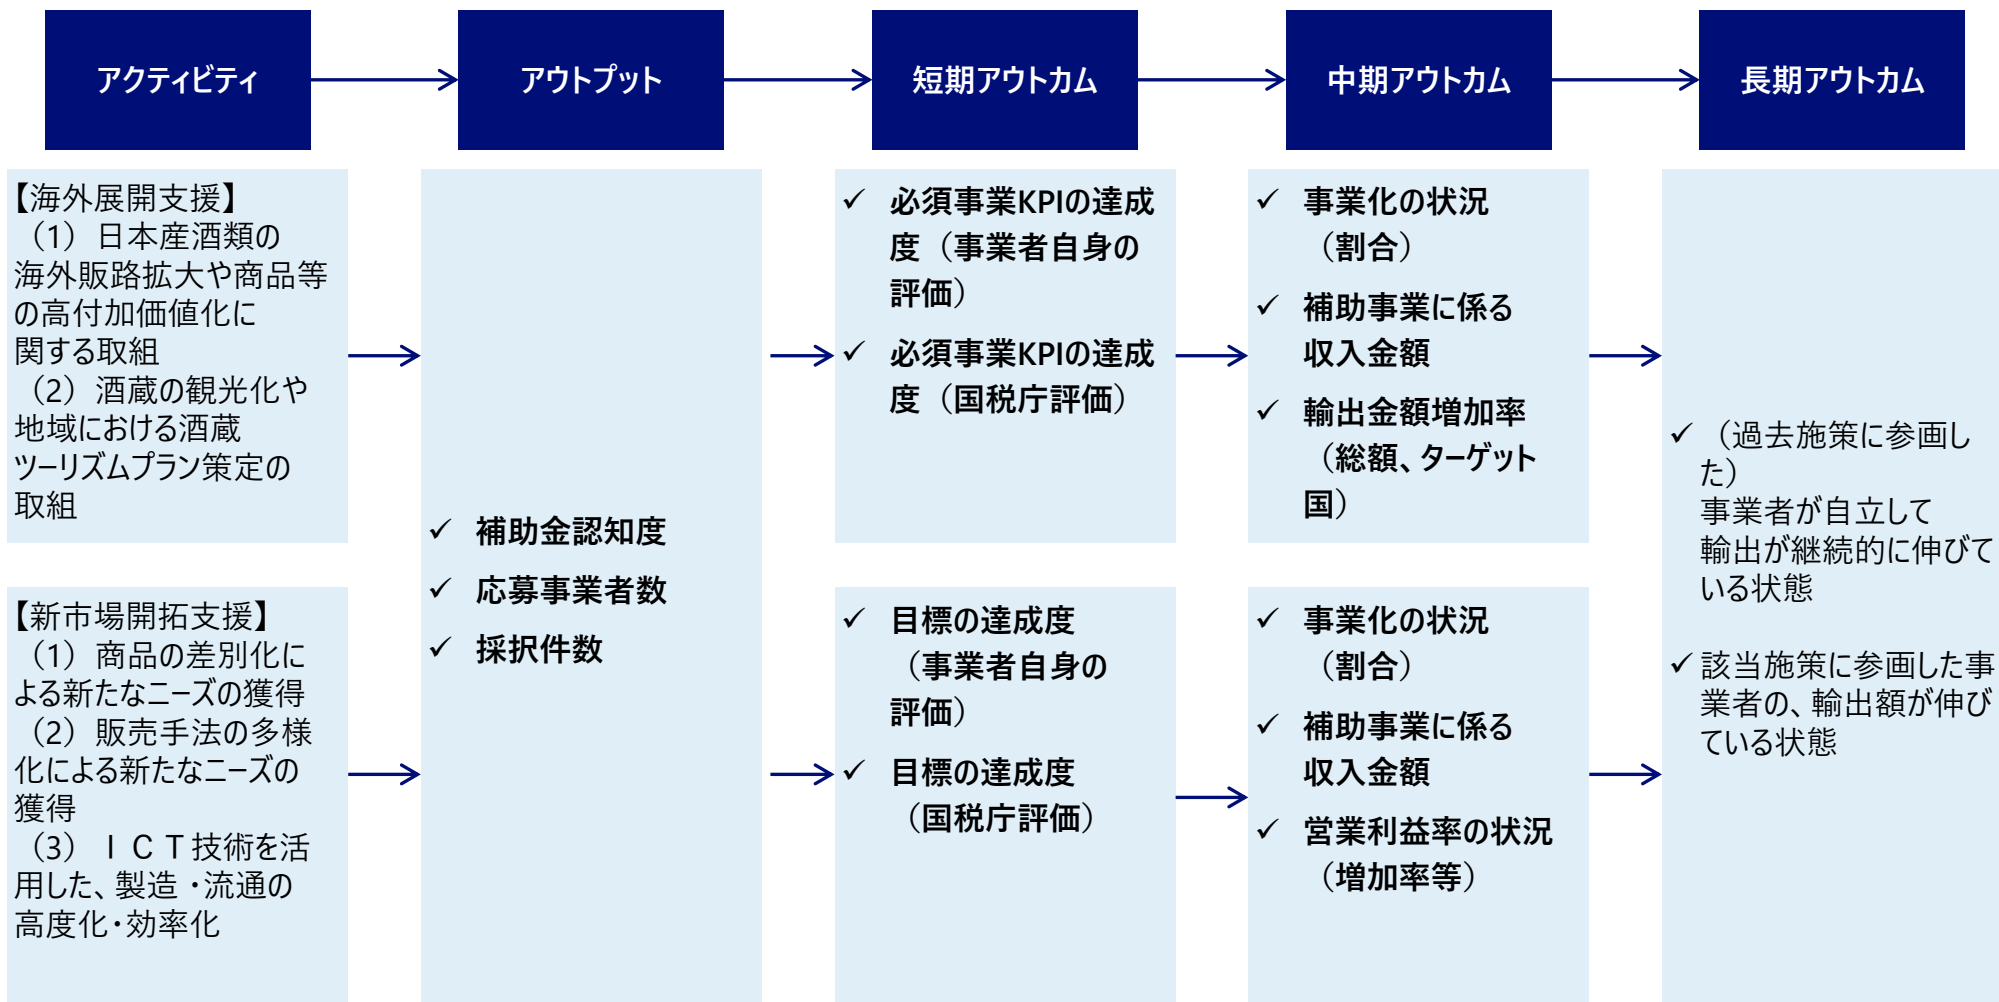 アクティビティ
アウトプット
短期アウトカム
中期アウトカム
長期アウトカム
【海外展開支援】
（1）日本産酒類の
海外販路拡大や商品等
の高付加価値化に
関する取組
（2）酒蔵の観光化や
地域における酒蔵
ツーリズムプラン策定の
取組
【新市場開拓支援】
（1）商品の差別化に
よる新たなニーズの獲得
（2）販売手法の多様
化による新たなニーズの
獲得
（3）ＩＣＴ技術を活
用した、製造・流通の
高度化・効率化
✓ 補助金認知度
✓ 応募事業者数
✓ 採択件数
✓ 必須事業KPIの達成
度（事業者自身の
評価）
✓ 必須事業KPIの達成
度（国税庁評価）
✓ 目標の達成度
（事業者自身の
評価）
✓ 目標の達成度
（国税庁評価）
✓ 事業化の状況
（割合）
✓ 補助事業に係る
収入金額
✓ 輸出金額増加率
（総額、ターゲット
国）
✓ 事業化の状況
（割合）
✓ 補助事業に係る
収入金額
✓ 営業利益率の状況
（増加率等）
✓ （過去施策に参画し
た）
事業者が自立して
輸出が継続的に伸びて
いる状態
✓ 該当施策に参画した事
業者の、輸出額が伸び
ている状態